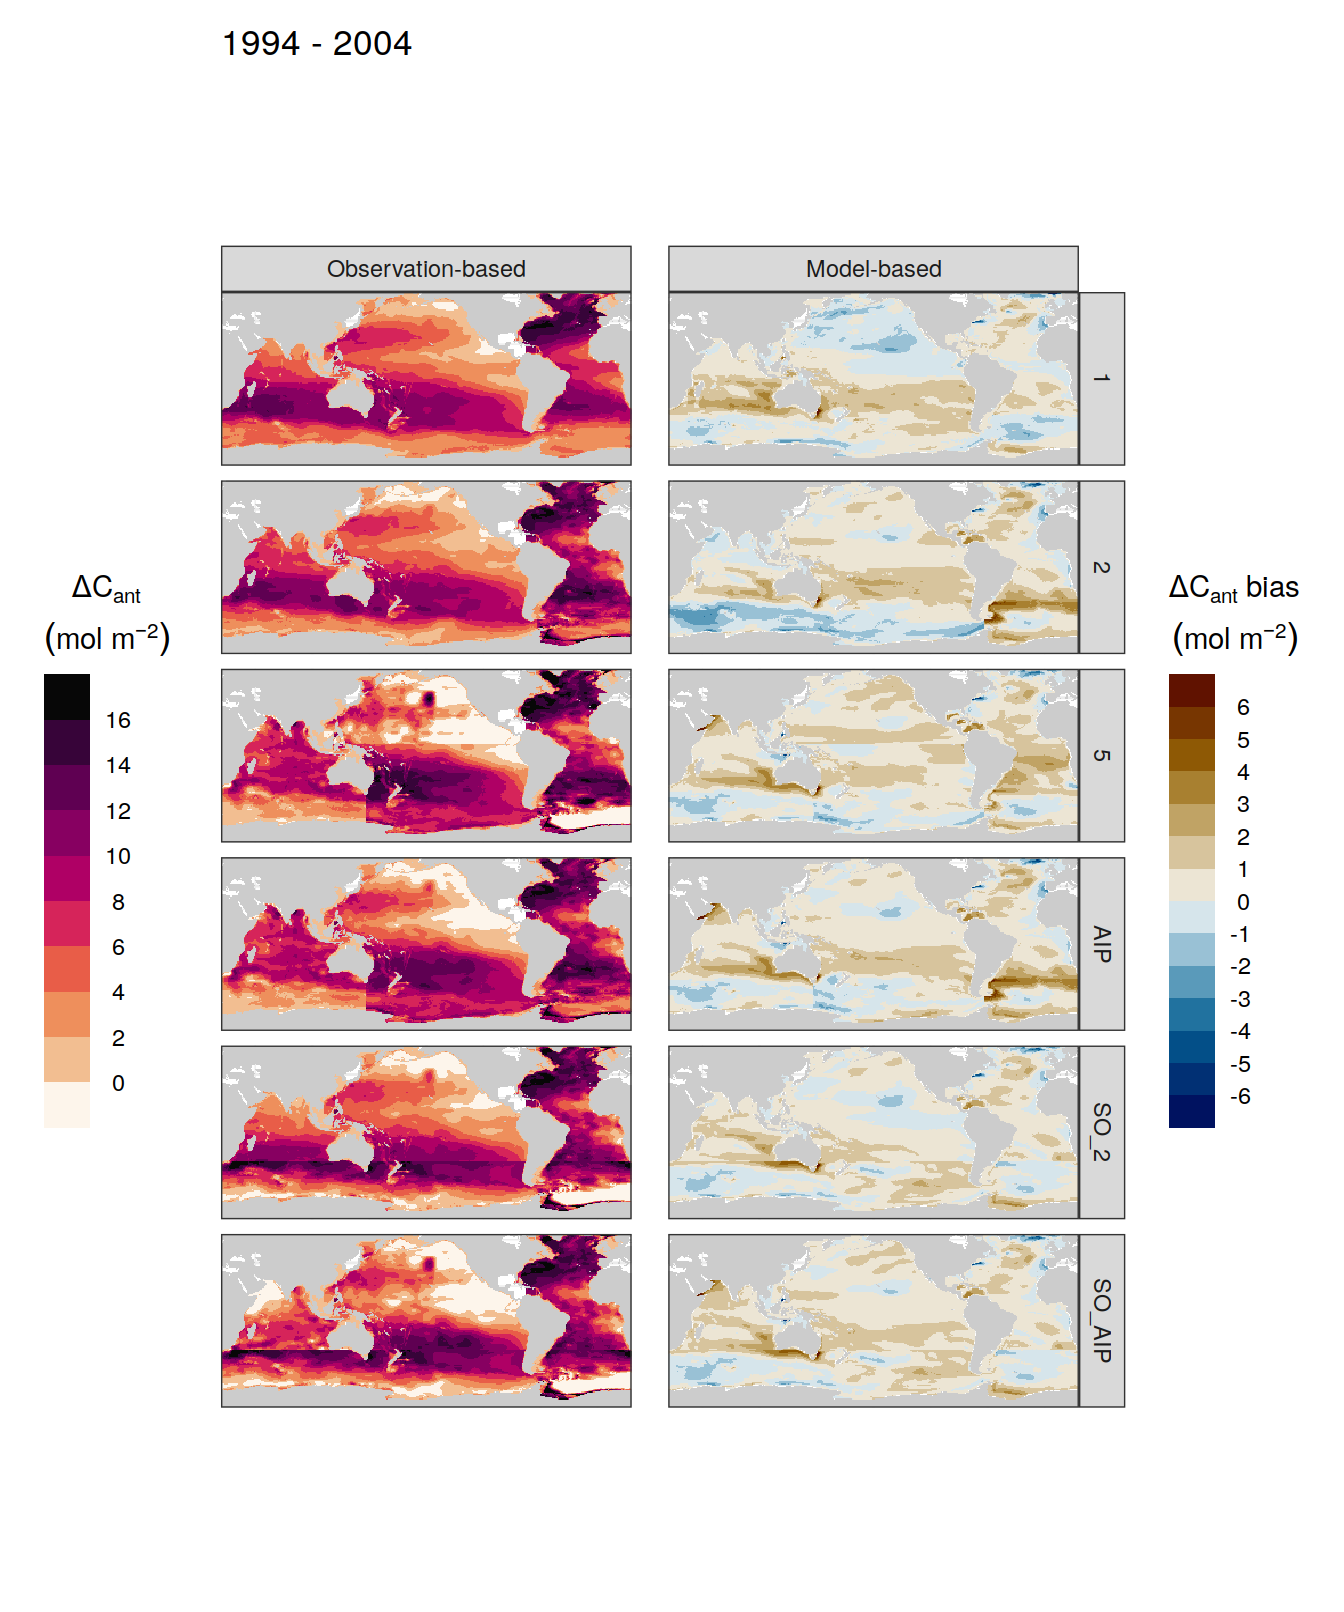 1994 - 2004
Observation-based
Model-based
1
2
5
AIP
SO_2
SO_AIP
ΔCant
(mol m−2)
16
14
12
10
8
6
4
2
0
ΔCant bias
(mol m−2)
6
5
4
3
2
1
0
-1
-2
-3
-4
-5
-6